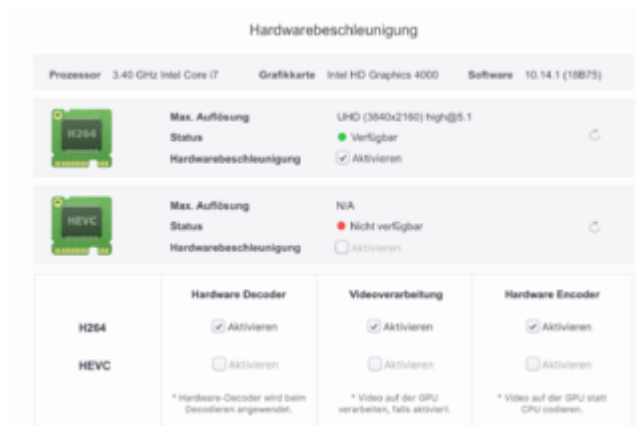 Hardwarebeschleunigung
Prozessor 3.40 GHz Intel Core i7 Grafikkarte Intel HD Graphics 4000 Software 10.14.1 (18B75)
H264
Max. Auflösung UHD (3840x2160) high@5.1
Status Verfügbar
Hardwarebeschleunigung Aktivieren
HEVC
Max. Auflösung N/A
Status Nicht verfügbar
Hardwarebeschleunigung Aktivieren
Hardware Decoder Videoverarbeitung Hardware Encoder
H264 Aktivieren Aktivieren Aktivieren
HEVC Aktivieren Aktivieren Aktivieren
* Hardware-Decoder wird beim * Video auf der GPU * Video auf der GPU statt
Decodieren angewendet. verarbeiten, falls aktiviert. CPU codieren.